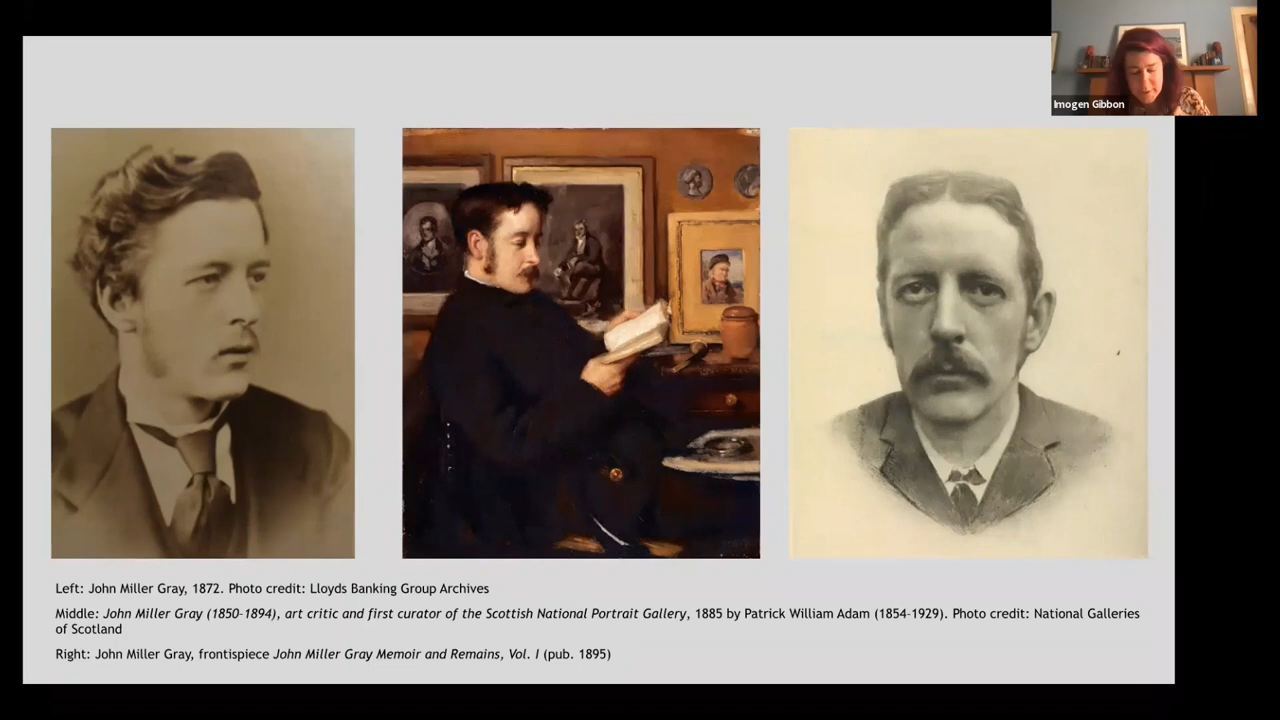 Imogen Gibbon
Left: John Miller Gray, 1872. Photo credit: Lloyds Banking Group Archives
Middle: John Miller Gray (1850-1894), art critic and first curator of the Scottish National Portrait Gallery, 1885 by Patrick William Adam (1854-1929). Photo credit: National Galleries
of Scotland
Right: John Miller Gray, frontispiece John Miller Gray Memoir and Remains, Vol. I (pub. 1895)